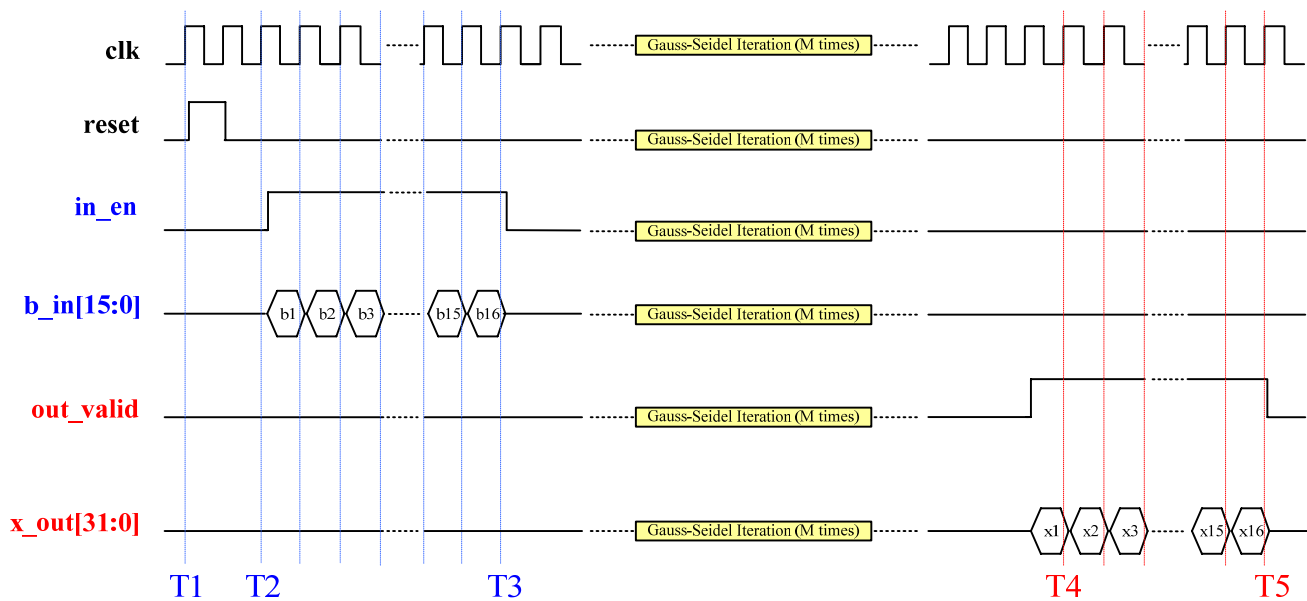 clk Gauss-Seidel Iteration (M times)
reset Gauss-Seidel Iteration (M times)
in_en Gauss-Seidel Iteration (M times)
b_in[15:0] b1 b2 b3 b15 b16 Gauss-Seidel Iteration (M times)
out_valid Gauss-Seidel Iteration (M times)
x_out[31:0] Gauss-Seidel Iteration (M times) x1 x2 x3 x15 x16
T1 T2 T3 T4 T5